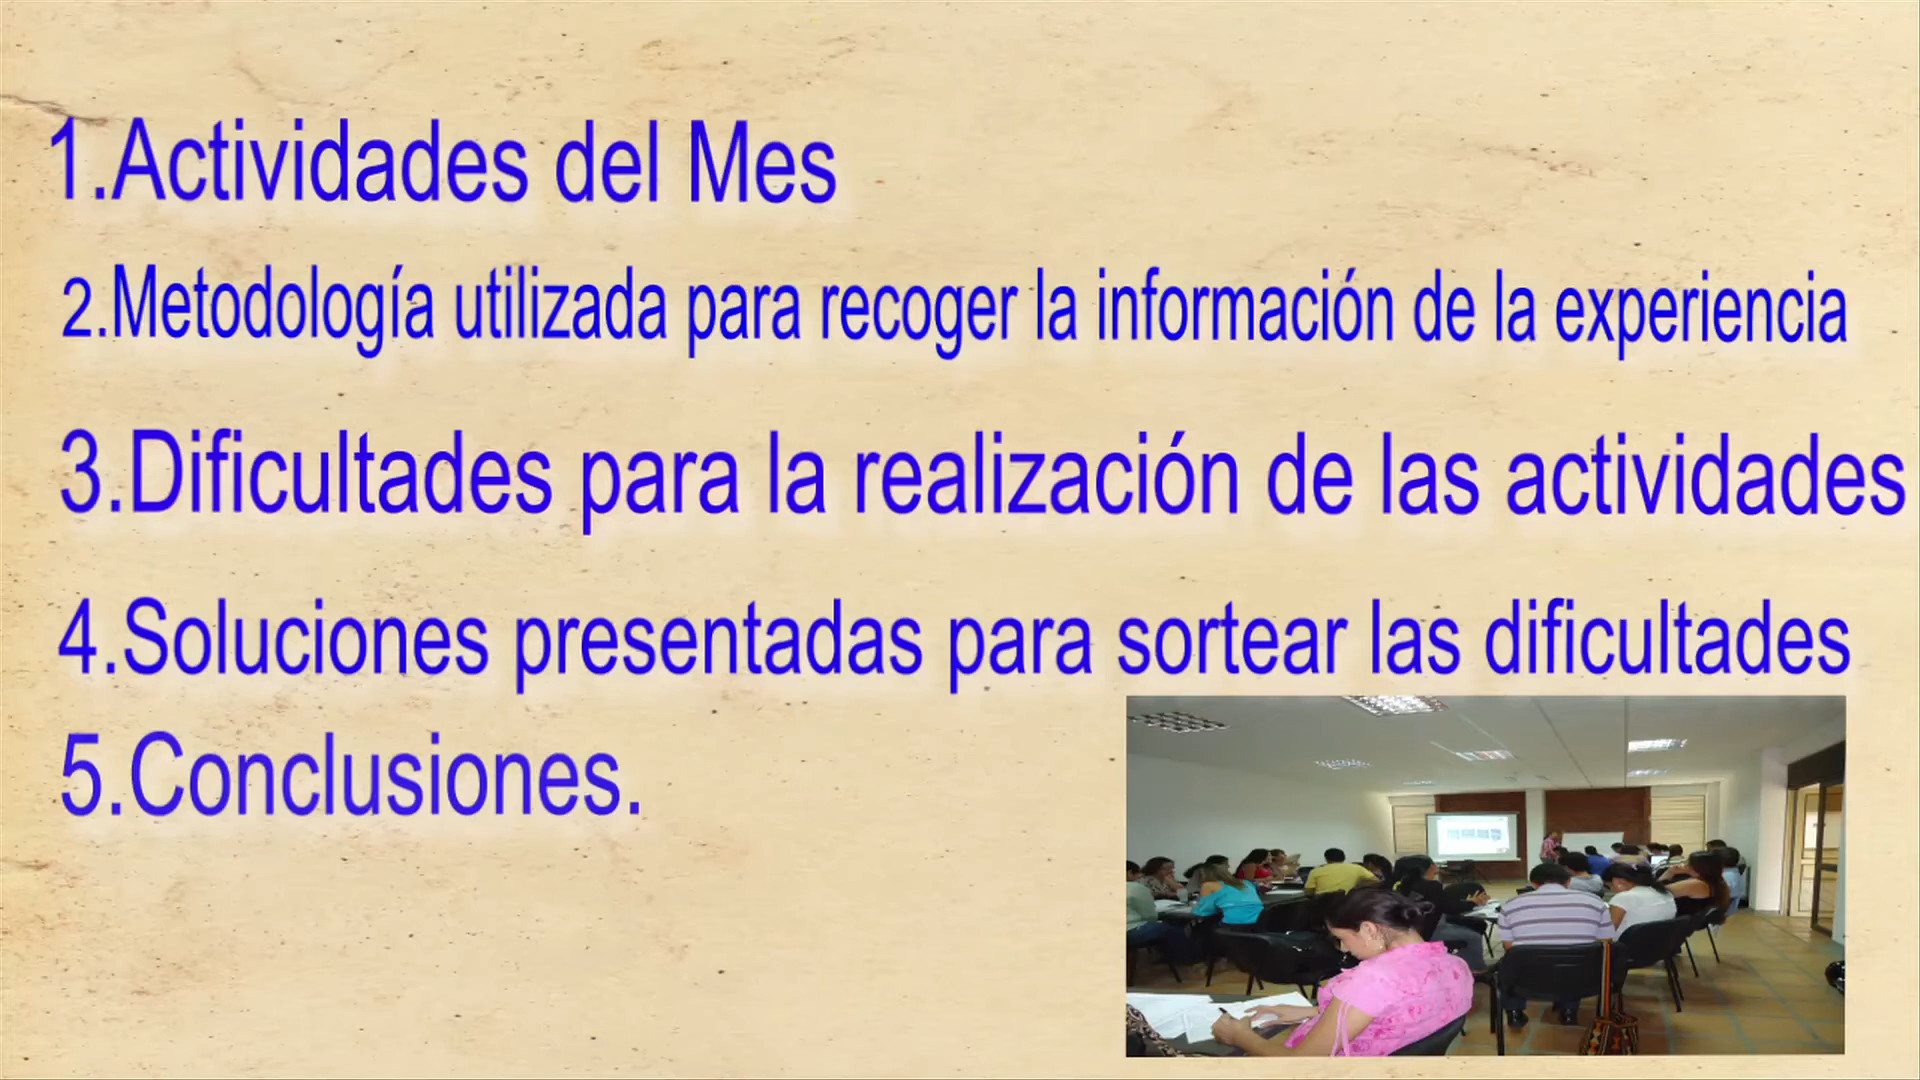 1.Actividades del Mes
2.Metodología utilizada para recoger la información de la experiencia
3.Dificultades para la realización de las actividades
4.Soluciones presentadas para sortear las dificultades
5.Conclusiones.